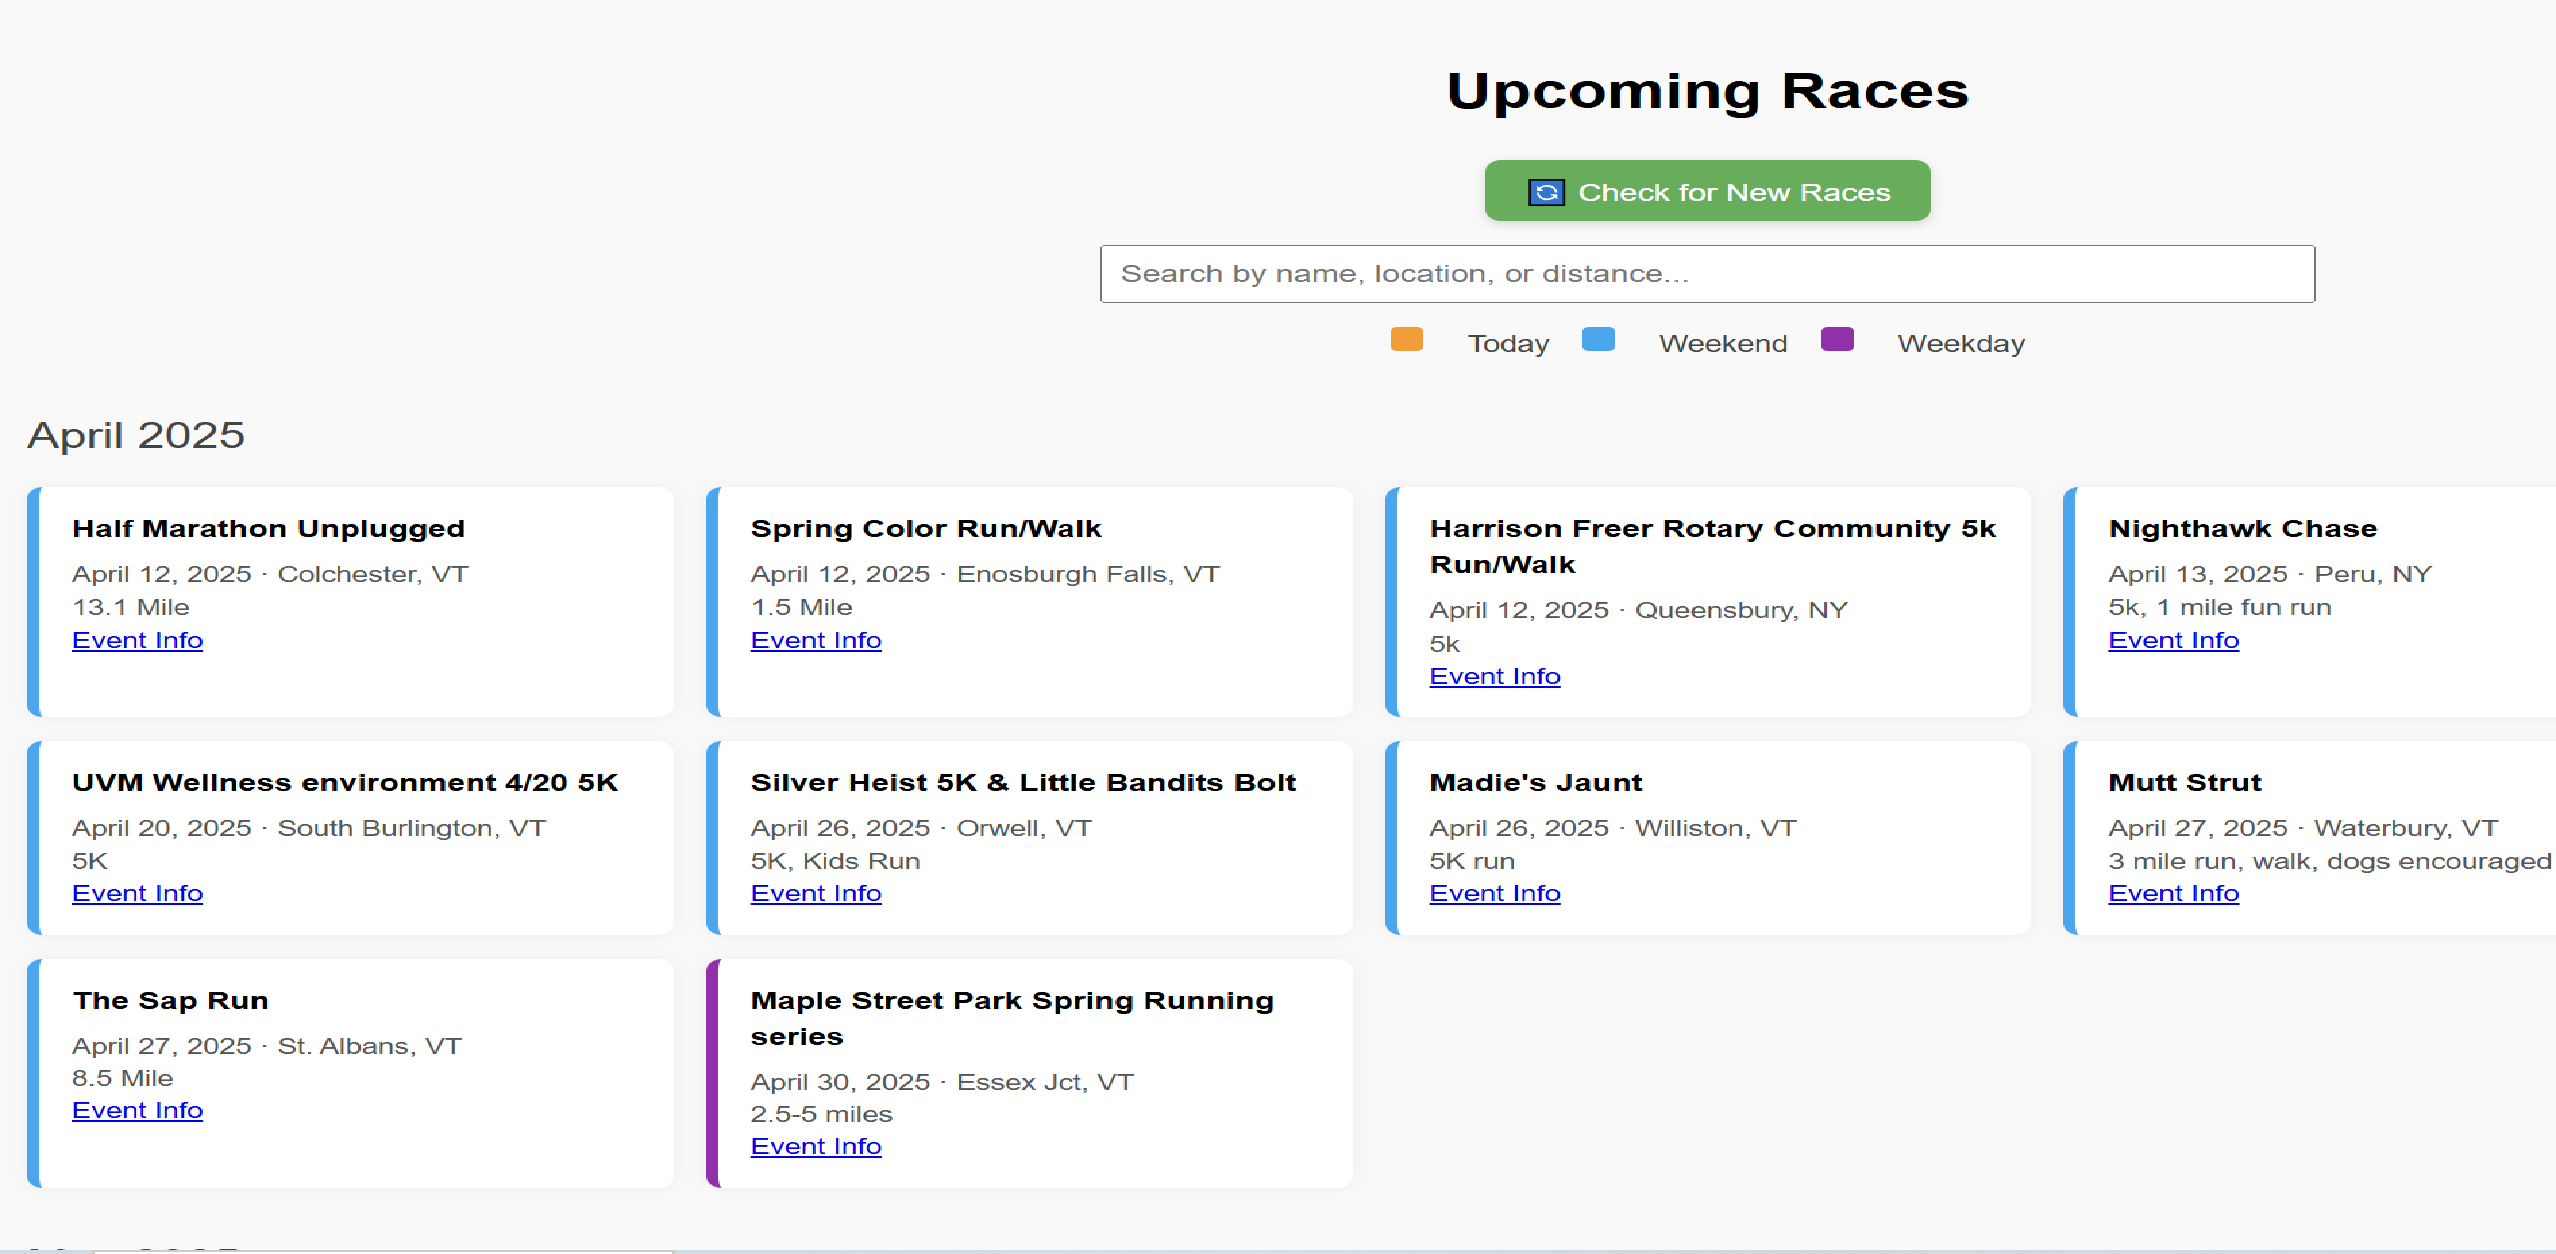 Upcoming Races
Check for New Races
Search by name, location, or distance...
Today Weekend Weekday
April 2025
Half Marathon Unplugged
April 12, 2025 · Colchester, VT
13.1 Mile
Event Info
Spring Color Run/Walk
April 12, 2025 · Enosburgh Falls, VT
1.5 Mile
Event Info
Harrison Freer Rotary Community 5k
Run/Walk
April 12, 2025 · Queensbury, NY
5k
Event Info
Nighthawk Chase
April 13, 2025 · Peru, NY
5k, 1 mile fun run
Event Info
UVM Wellness environment 4/20 5K
April 20, 2025 · South Burlington, VT
5K
Event Info
Silver Heist 5K & Little Bandits Bolt
April 26, 2025 · Orwell, VT
5K, Kids Run
Event Info
Madie's Jaunt
April 26, 2025 · Williston, VT
5K run
Event Info
Mutt Strut
April 27, 2025 · Waterbury, VT
3 mile run, walk, dogs encouraged
Event Info
The Sap Run
April 27, 2025 · St. Albans, VT
8.5 Mile
Event Info
Maple Street Park Spring Running
series
April 30, 2025 · Essex Jct, VT
2.5-5 miles
Event Info